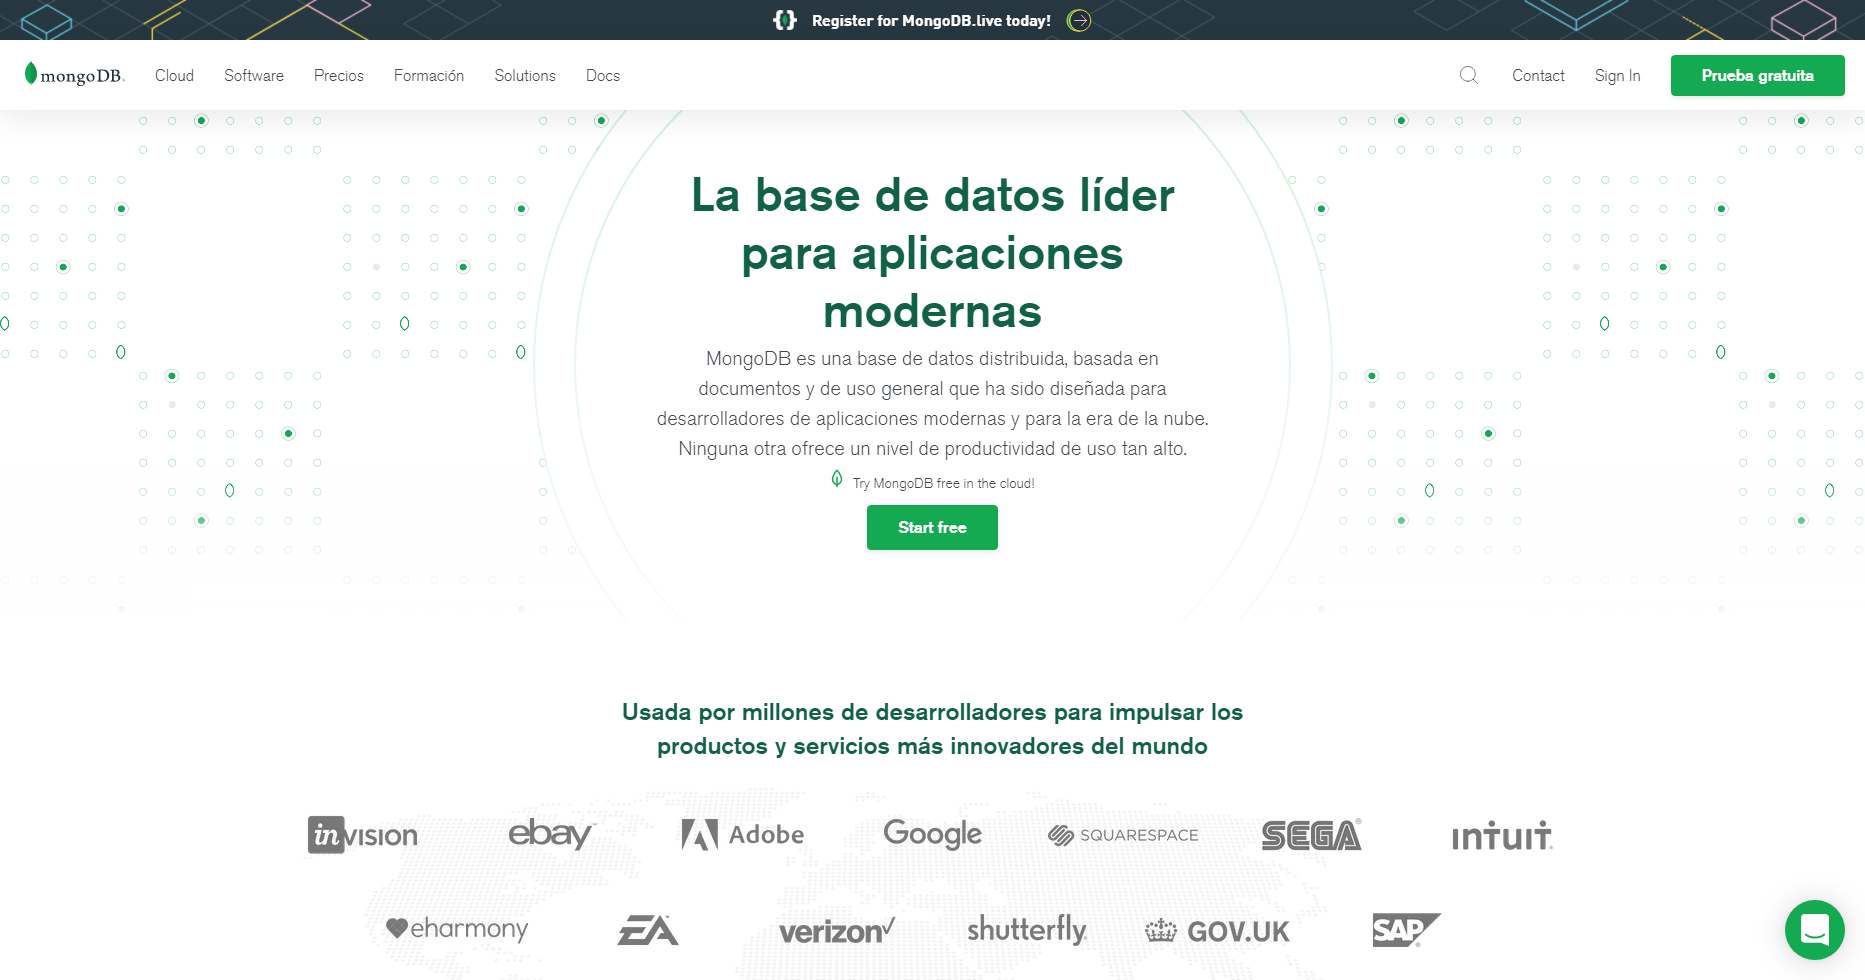 Register for MongoDB.live today!
mongoDB.
Cloud Software Precios Formación Solutions Docs
Contact Sign In Prueba gratuita
La base de datos líder
para aplicaciones
modernas
MongoDB es una base de datos distribuida, basada en
documentos y de uso general que ha sido diseñada para
desarrolladores de aplicaciones modernas y para la era de la nube.
Ninguna otra ofrece un nivel de productividad de uso tan alto.
Try MongoDB free in the cloud!
Start free
Usada por millones de desarrolladores para impulsar los
productos y servicios más innovadores del mundo
invision ebay™ Adobe Google SQUARESPACE SEGA® intuit.
eharmony EA verizon✓ shutterfly. GOV.UK SAP®